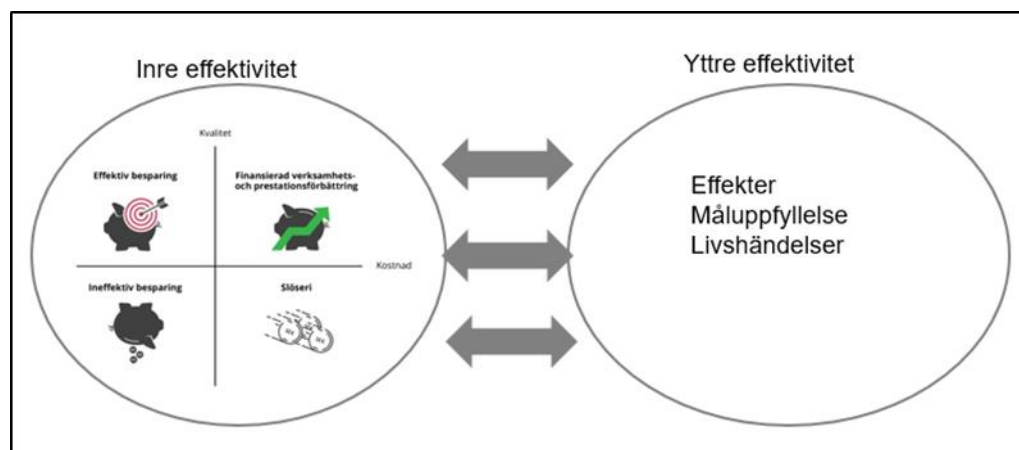 Inre effektivitet
Yttre effektivitet
Kvalitet
Effektiv besparing
Finansierad verksamhets-
och prestationsförbättring
Kostnad
Ineffektiv besparing
Slöseri
Effekter
Måluppfyllelse
Livshändelser